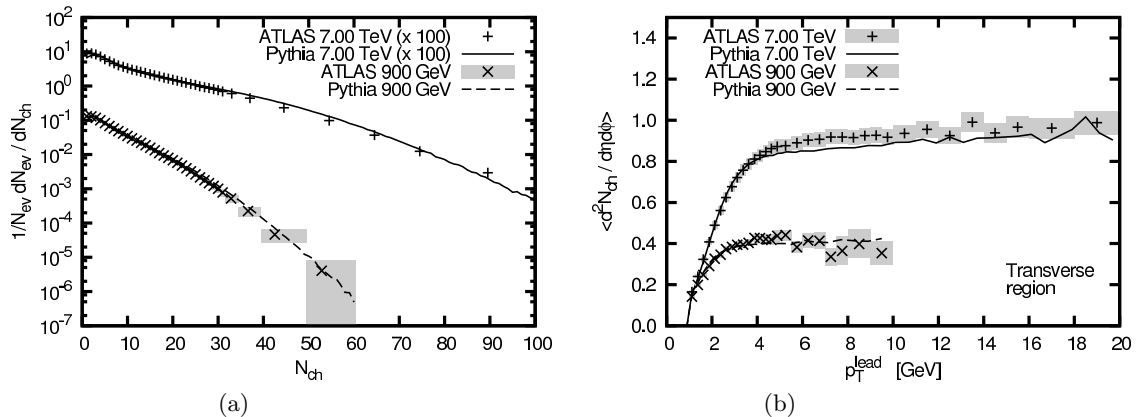 ATLAS 7.00 TeV (x 100)
Pythia 7.00 TeV (x 100)
ATLAS 900 GeV
Pythia 900 GeV
1/N_ev dN_ev / dN_ch
10^2
10^1
10^0
10^-1
10^-2
10^-3
10^-4
10^-5
10^-6
10^-7
0 10 20 30 40 50 60 70 80 90 100
N_ch
(a)
ATLAS 7.00 TeV
Pythia 7.00 TeV
ATLAS 900 GeV
Pythia 900 GeV
<d^2N_ch / dηdϕ>
1.6
1.4
1.2
1.0
0.8
0.6
0.4
0.2
0.0
Transverse
region
0 2 4 6 8 10 12 14 16 18 20
p_T^lead [GeV]
(b)